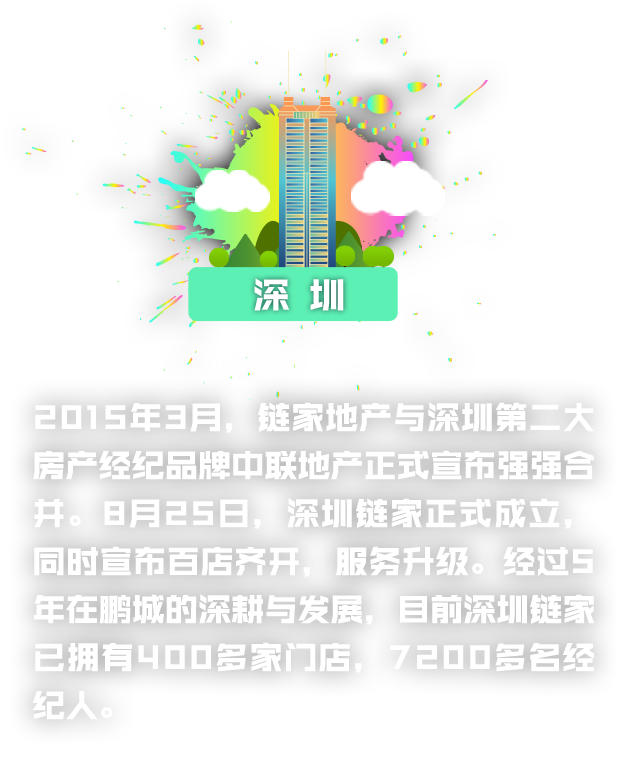 深圳
2015年3月，链家地产与深圳第二大
房产经纪品牌中联地产正式宣布强强合
并。8月25日，深圳链家正式成立，
同时宣布百店齐开，服务升级。经过5
年在鹏城的深耕与发展，目前深圳链家
已拥有400多家门店，7200多名经
纪人。